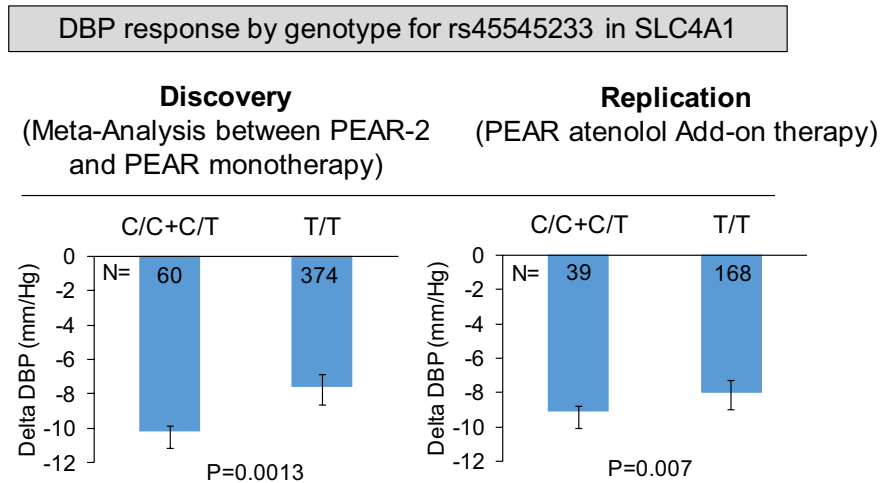 DBP response by genotype for rs45545233 in SLC4A1
Discovery
(Meta-Analysis between PEAR-2
and PEAR monotherapy)
Replication
(PEAR atenolol Add-on therapy)
C/C+C/T T/T
Delta DBP (mm/Hg)
0
-2
-4
-6
-8
-10
-12
N= 60 374
P=0.0013
C/C+C/T T/T
Delta DBP (mm/Hg)
0
-2
-4
-6
-8
-10
-12
N= 39 168
P=0.007